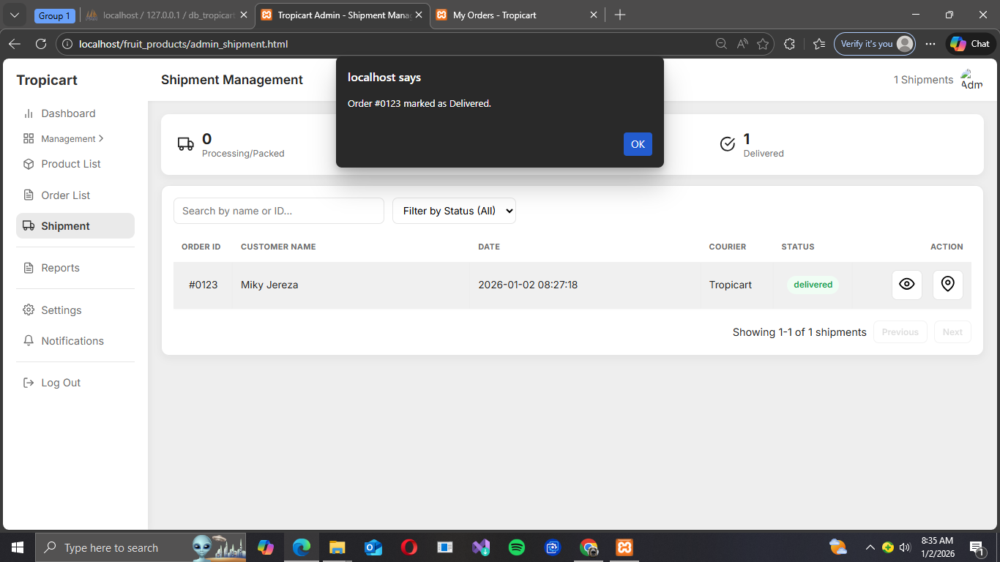 Group 1
localhost / 127.0.0.1 / db_tropicart
Tropicart Admin - Shipment Mana
My Orders - Tropicart
localhost/fruit_products/admin_shipment.html
Verify it's you
Chat
localhost says
Order #0123 marked as Delivered.
OK
Tropicart
Dashboard
Management
Product List
Order List
Shipment
Reports
Settings
Notifications
Log Out
Shipment Management
1 Shipments
Adm
0
Processing/Packed
1
Delivered
Search by name or ID...
Filter by Status (All)
ORDER ID CUSTOMER NAME DATE COURIER STATUS ACTION
#0123 Miky Jereza 2026-01-02 08:27:18 Tropicart delivered
Showing 1-1 of 1 shipments Previous Next
Type here to search
8:35 AM
1/2/2026
1